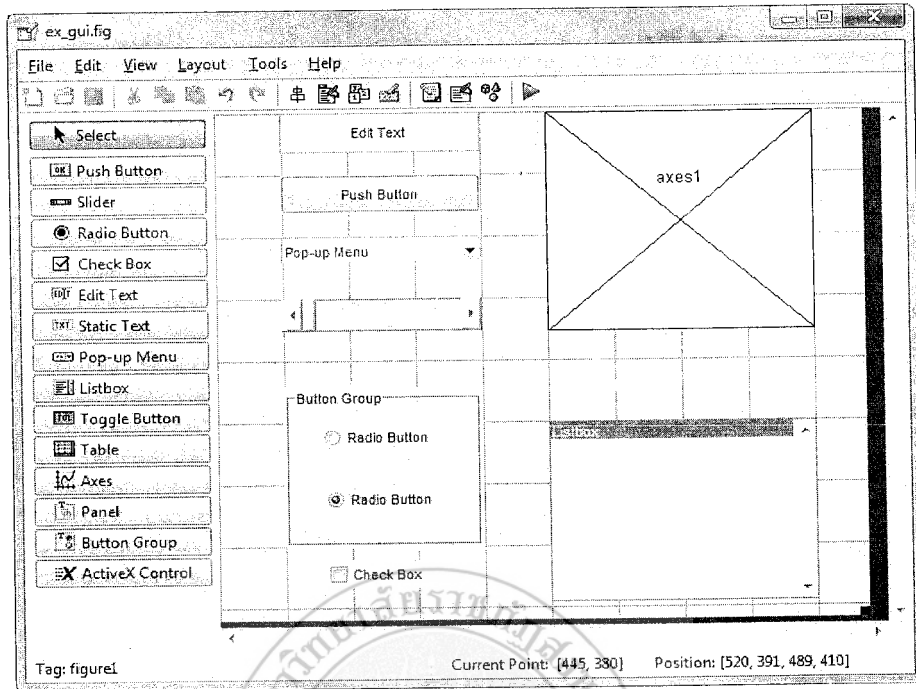 ex_gui.fig
File Edit View Layout Tools Help
Select
Push Button
Slider
Radio Button
Check Box
Edit Text
Static Text
Pop-up Menu
Listbox
Toggle Button
Table
Axes
Panel
Button Group
ActiveX Control
Edit Text
Push Button
Pop-up Menu
Button Group
Radio Button
Radio Button
Check Box
axes1
Listbox
Tag: figure1
Current Point: [445, 380]
Position: [520, 391, 489, 410]